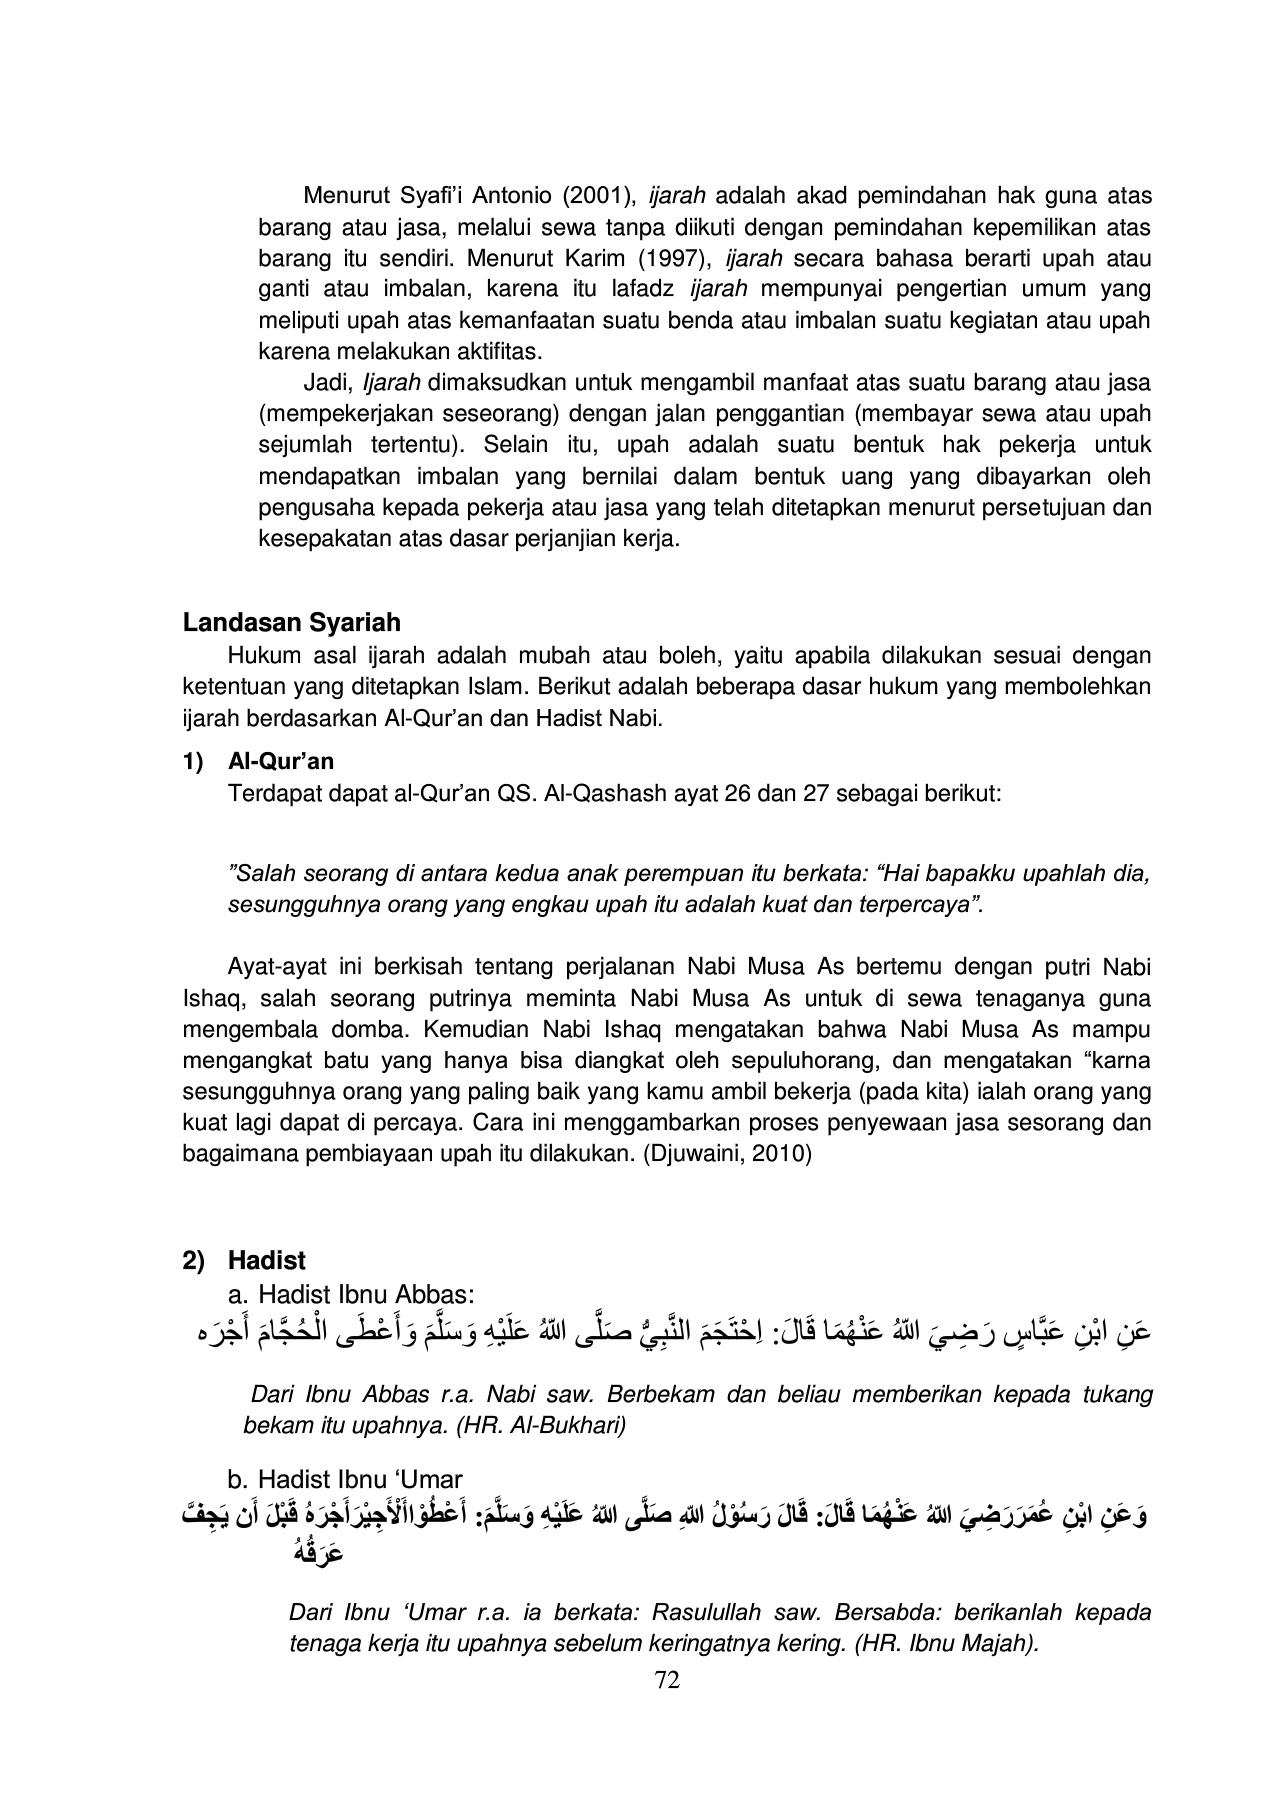 Menurut Syafi’i Antonio (2001), ijarah adalah akad pemindahan hak guna atas
barang atau jasa, melalui sewa tanpa diikuti dengan pemindahan kepemilikan atas
barang itu sendiri. Menurut Karim (1997), ijarah secara bahasa berarti upah atau
ganti atau imbalan, karena itu lafadz ijarah mempunyai pengertian umum yang
meliputi upah atas kemanfaatan suatu benda atau imbalan suatu kegiatan atau upah
karena melakukan aktifitas.
Jadi, Ijarah dimaksudkan untuk mengambil manfaat atas suatu barang atau jasa
(mempekerjakan seseorang) dengan jalan penggantian (membayar sewa atau upah
sejumlah tertentu). Selain itu, upah adalah suatu bentuk hak pekerja untuk
mendapatkan imbalan yang bernilai dalam bentuk uang yang dibayarkan oleh
pengusaha kepada pekerja atau jasa yang telah ditetapkan menurut persetujuan dan
kesepakatan atas dasar perjanjian kerja.
Landasan Syariah
Hukum asal ijarah adalah mubah atau boleh, yaitu apabila dilakukan sesuai dengan
ketentuan yang ditetapkan Islam. Berikut adalah beberapa dasar hukum yang membolehkan
ijarah berdasarkan Al-Qur’an dan Hadist Nabi.
1) Al-Qur’an
Terdapat dapat al-Qur’an QS. Al-Qashash ayat 26 dan 27 sebagai berikut:
”Salah seorang di antara kedua anak perempuan itu berkata: “Hai bapakku upahlah dia,
sesungguhnya orang yang engkau upah itu adalah kuat dan terpercaya”.
Ayat-ayat ini berkisah tentang perjalanan Nabi Musa As bertemu dengan putri Nabi
Ishaq, salah seorang putrinya meminta Nabi Musa As untuk di sewa tenaganya guna
mengembala domba. Kemudian Nabi Ishaq mengatakan bahwa Nabi Musa As mampu
mengangkat batu yang hanya bisa diangkat oleh sepuluhorang, dan mengatakan “karna
sesungguhnya orang yang paling baik yang kamu ambil bekerja (pada kita) ialah orang yang
kuat lagi dapat di percaya. Cara ini menggambarkan proses penyewaan jasa sesorang dan
bagaimana pembiayaan upah itu dilakukan. (Djuwaini, 2010)
2) Hadist
a. Hadist Ibnu Abbas:
عَنِ ابْنِ عَبَّاسٍ رَضِيَ اللهُ عَنْهُمَا قَالَ: اِحْتَجَمَ النَّبِيُّ صَلَّى اللهُ عَلَيْهِ وَسَلَّمَ وَأَعْطَى الْحُجَّامَ أَجْرَه
Dari Ibnu Abbas r.a. Nabi saw. Berbekam dan beliau memberikan kepada tukang
bekam itu upahnya. (HR. Al-Bukhari)
b. Hadist Ibnu ‘Umar
وَعَنِ ابْنِ عُمَرَرَضِيَ اللهُ عَنْهُمَا قَالَ: قَالَ رَسُوْلُ اللهِ صَلَّى اللهُ عَلَيْهِ وَسَلَّمَ: أَعْطُوْاأَلْأَجِيْرَأَجْرَهُ قَبْلَ أَن يَجِفَّ
عَرَقُهُ
Dari Ibnu ‘Umar r.a. ia berkata: Rasulullah saw. Bersabda: berikanlah kepada
tenaga kerja itu upahnya sebelum keringatnya kering. (HR. Ibnu Majah).
72